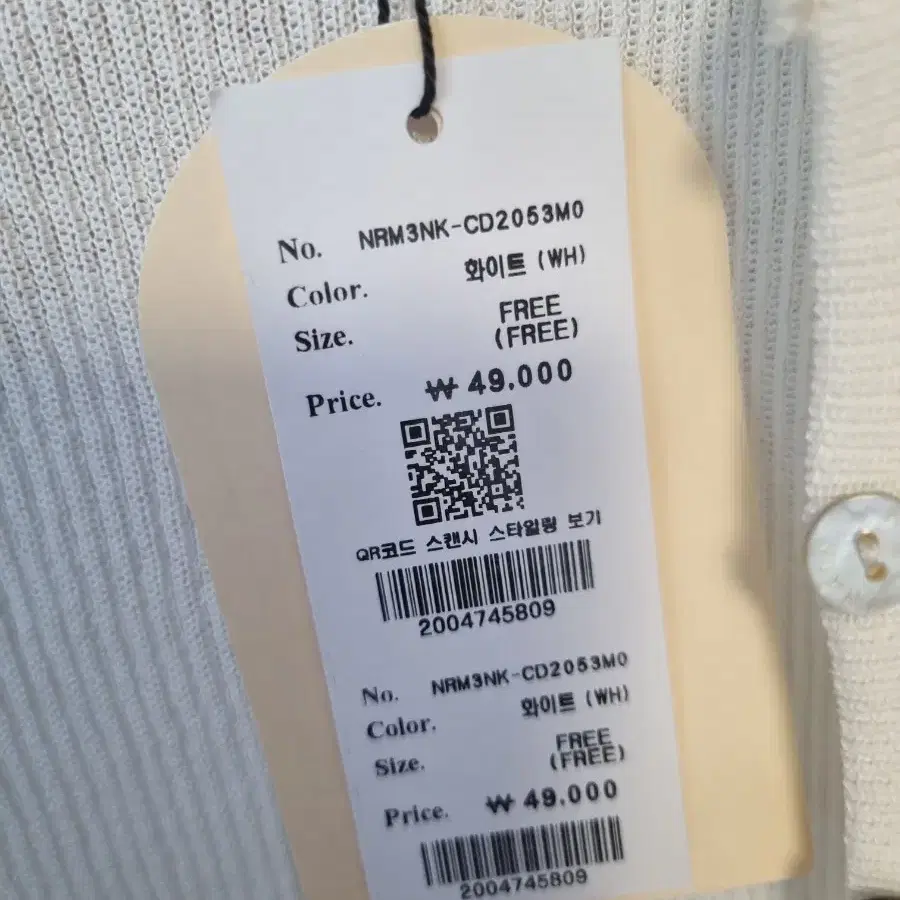 No. NRM3NK-CD2053M0
Color. 화이트 (WH)
Size. FREE
(FREE)
Price. ₩ 49.000
QR코드 스캔시 스타일링 보기
2004745809
No. NRM3NK-CD2053M0
Color. 화이트 (WH)
Size. FREE
(FREE)
Price. ₩ 49.000
2004745809